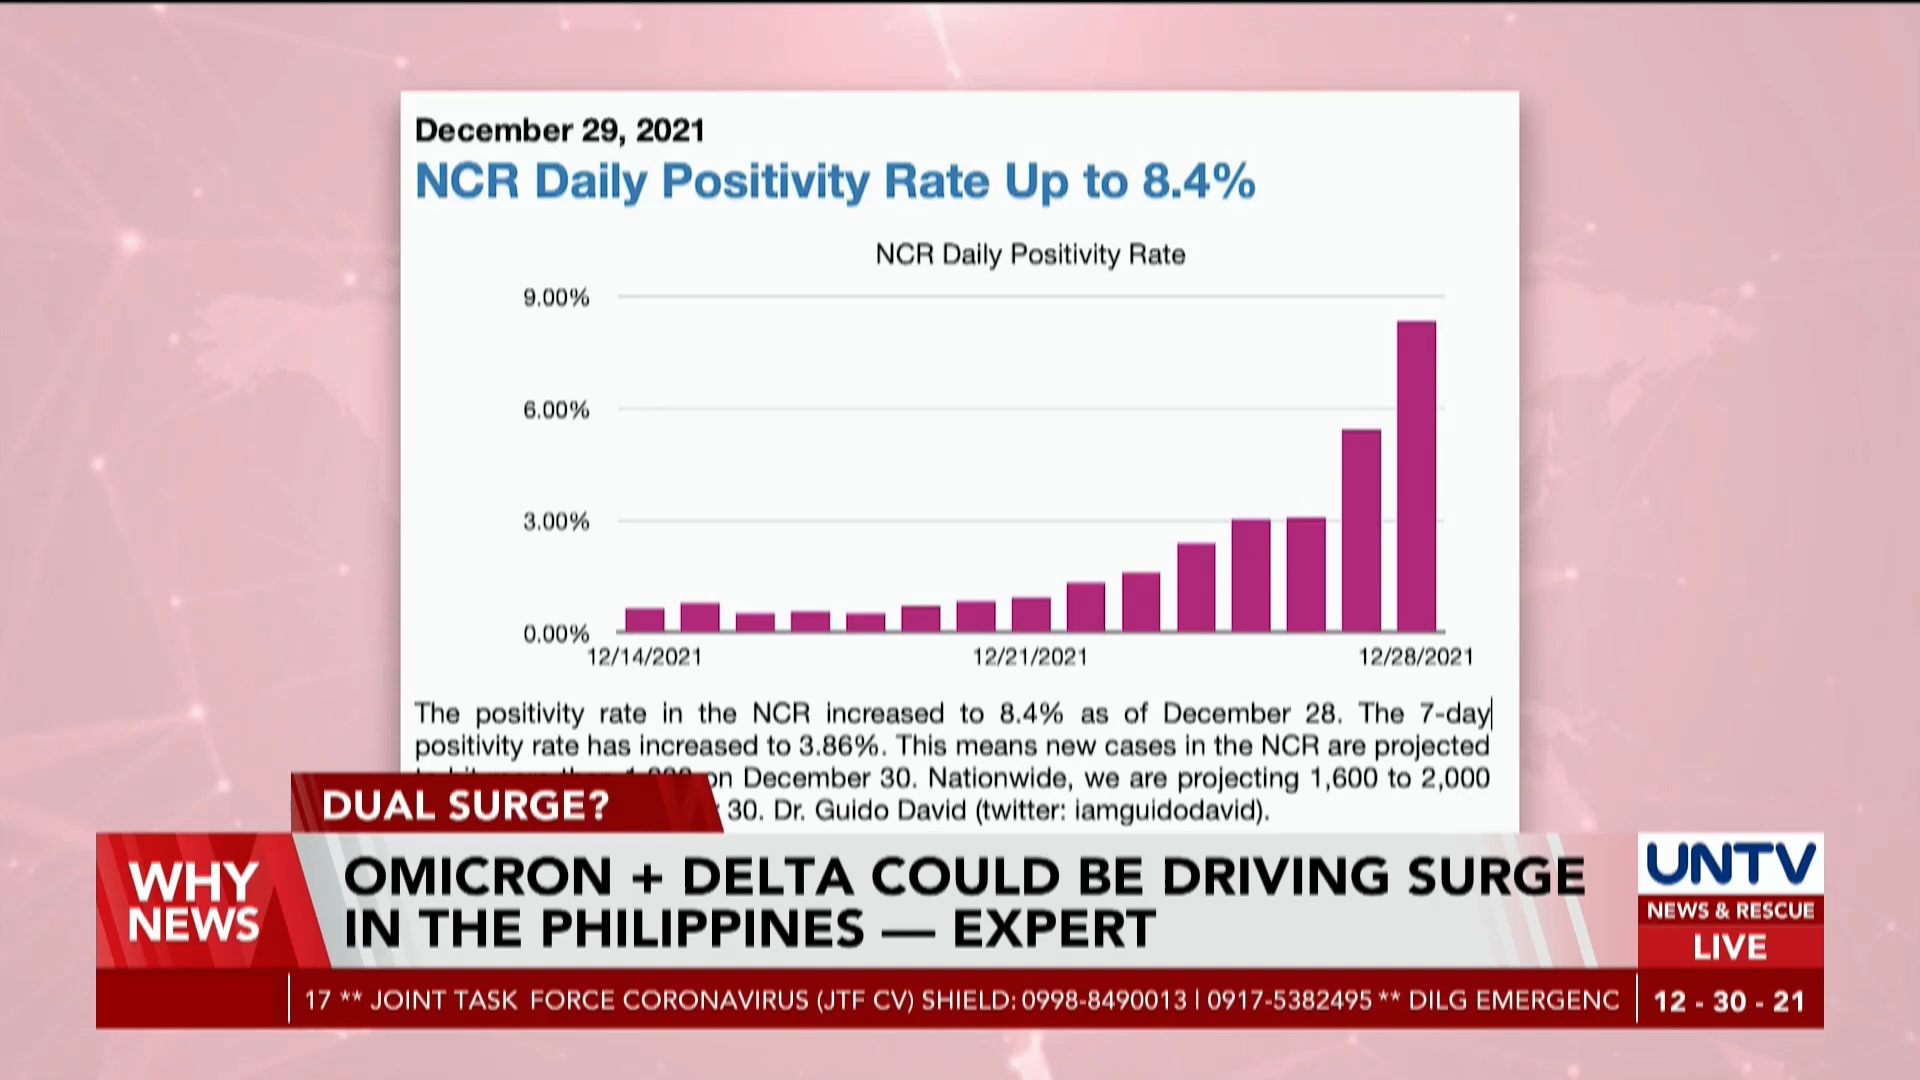 December 29, 2021
NCR Daily Positivity Rate Up to 8.4%
NCR Daily Positivity Rate
9.00%
6.00%
3.00%
0.00%
12/14/2021 12/21/2021 12/28/2021
The positivity rate in the NCR increased to 8.4% as of December 28. The 7-day
positivity rate has increased to 3.86%. This means new cases in the NCR are projected
on December 30. Nationwide, we are projecting 1,600 to 2,000
30. Dr. Guido David (twitter: iamguidodavid).
DUAL SURGE?
WHY
NEWS
OMICRON + DELTA COULD BE DRIVING SURGE
IN THE PHILIPPINES — EXPERT
UNTV
NEWS & RESCUE
LIVE
17 ** JOINT TASK FORCE CORONAVIRUS (JTF CV) SHIELD: 0998-8490013 | 0917-5382495 ** DILG EMERGENC
12 - 30 - 21